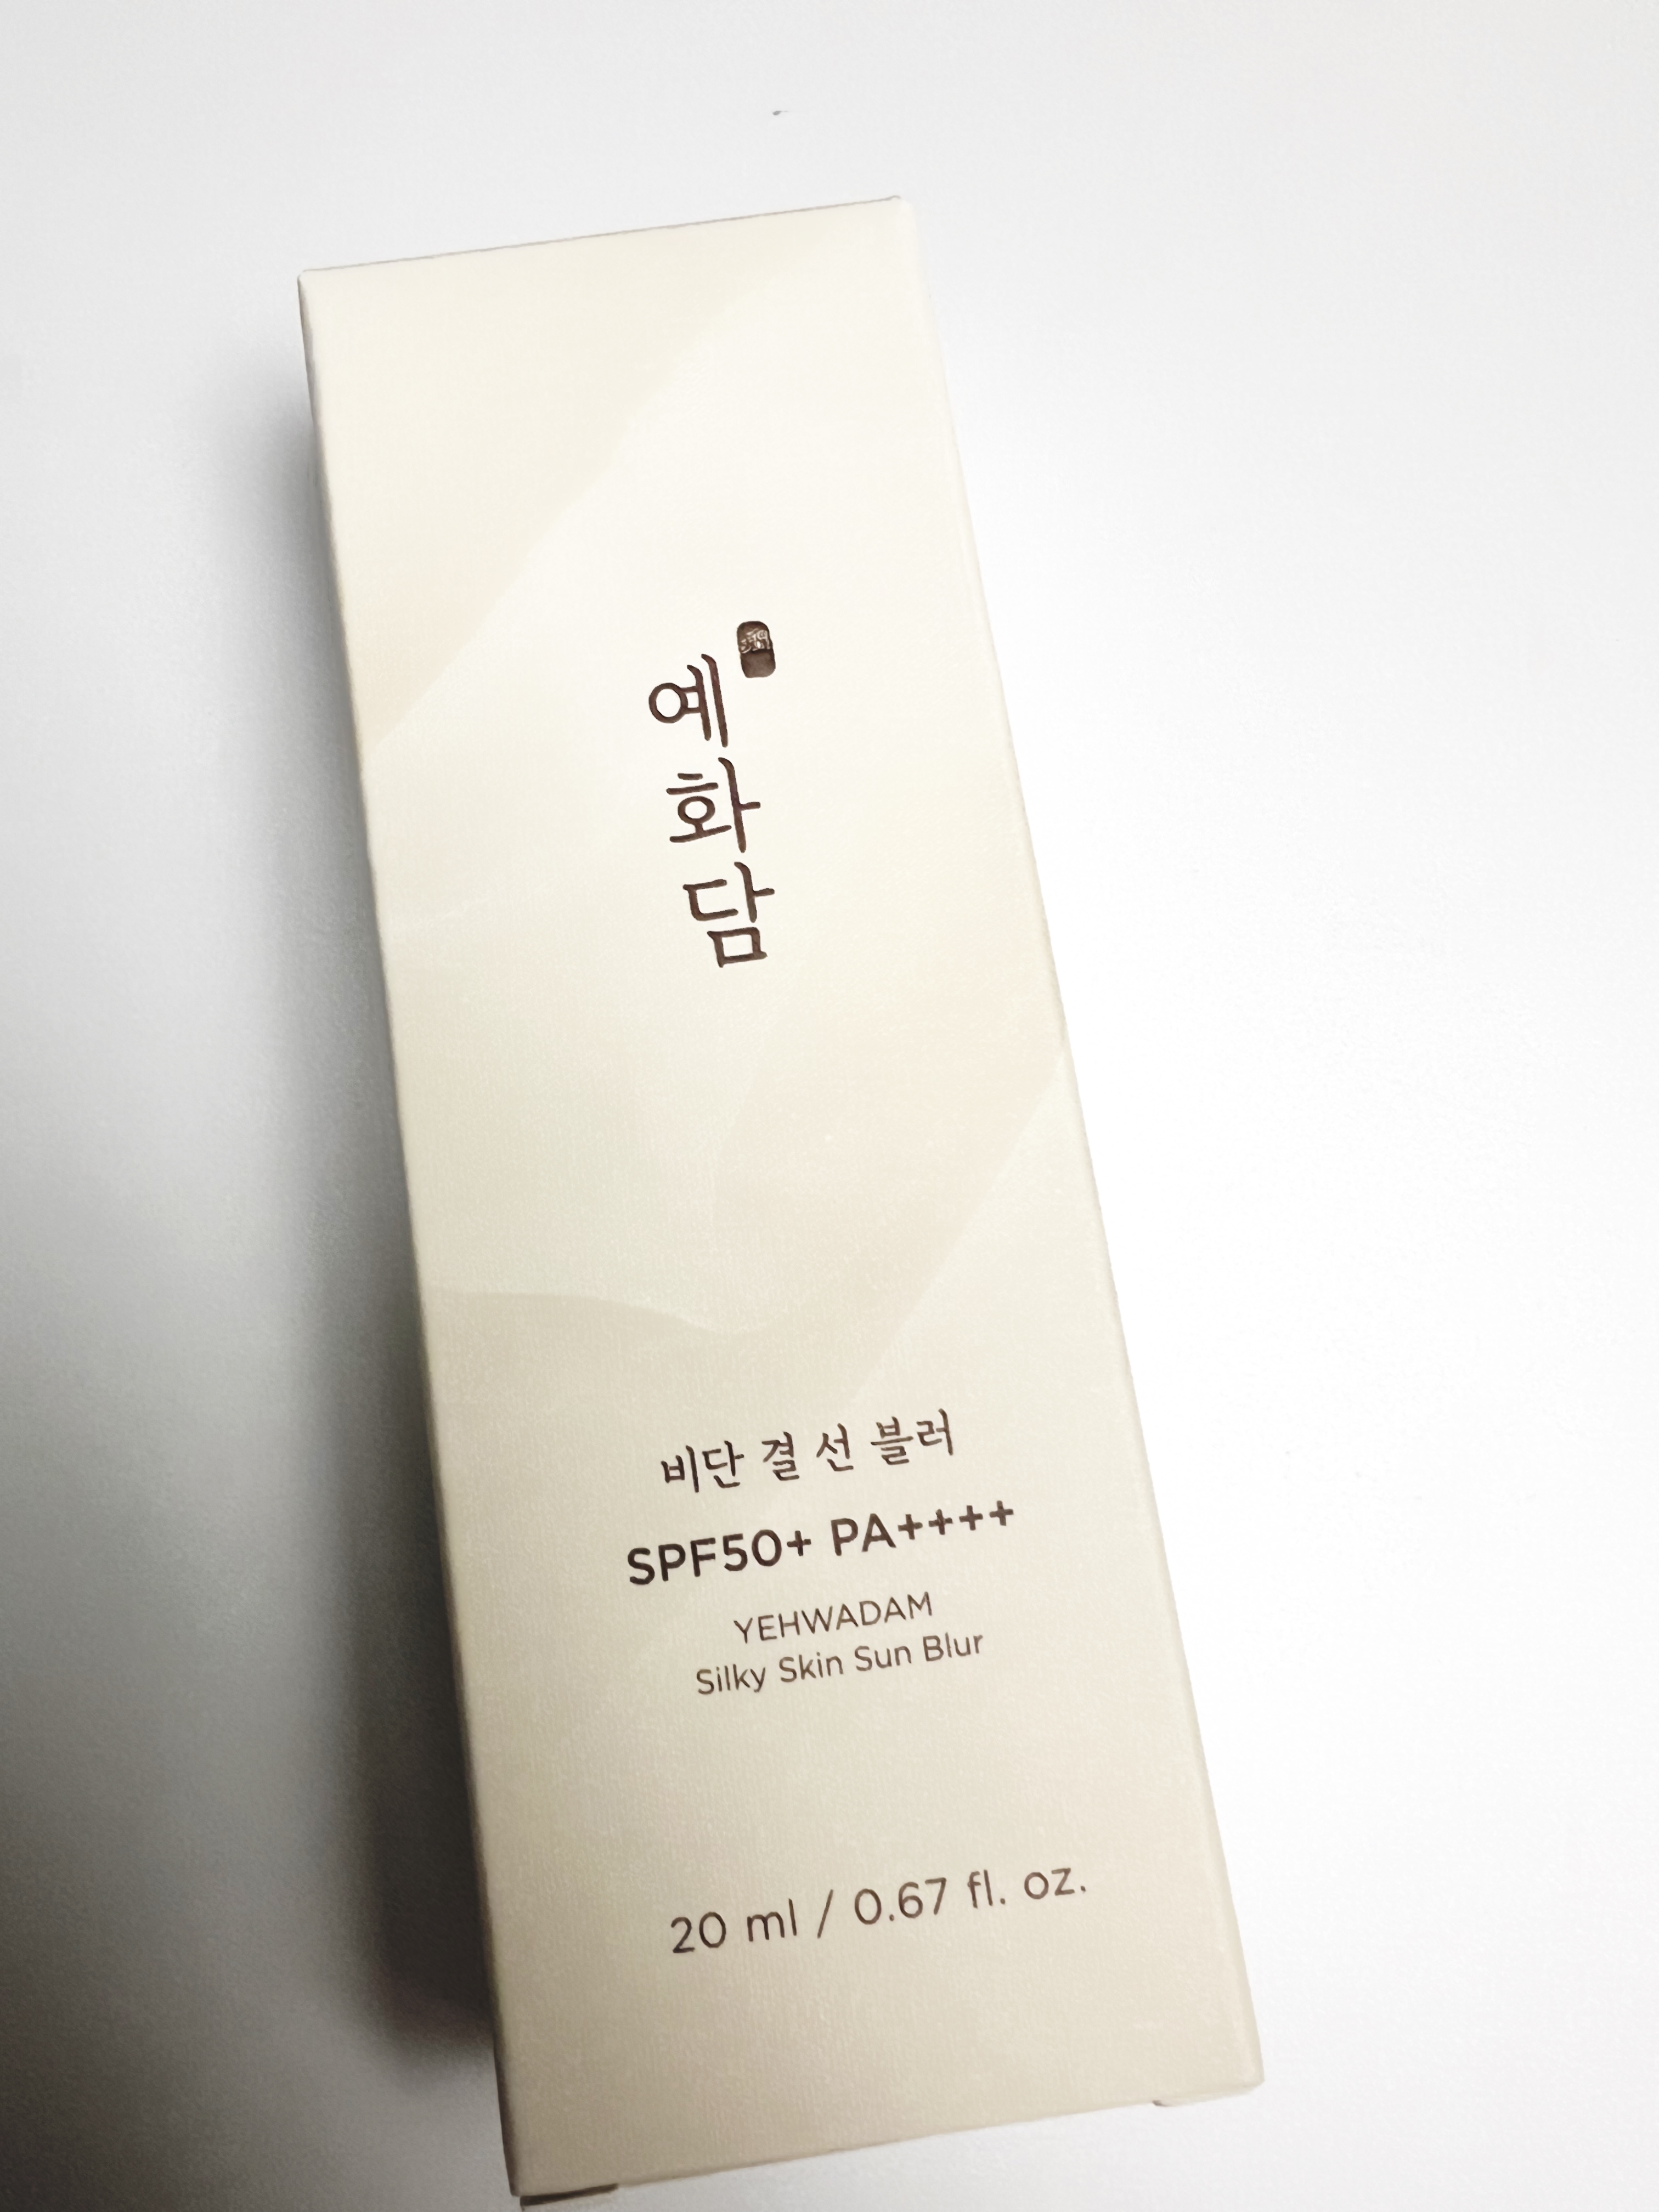 예화담
비단 결 선 블러
SPF50+ PA++++
YEHWADAM
Silky Skin Sun Blur
20 ml / 0.67 fl. oz.